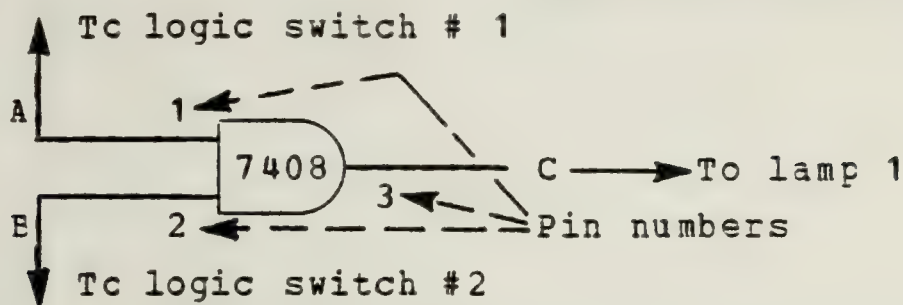 Tc logic switch # 1
A
1
7408
C
To lamp 1
3
B
2
Pin numbers
Tc logic switch #2